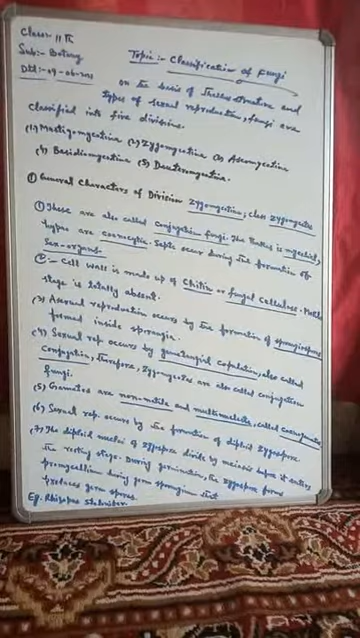 Class:- 11th
Sub:- Botany
Topic:- Classification of Fungi
on the basis of Thallus structure and
types of sexual reproduction, fungi are
Classified into five divisions.
(1) Mastigomycotina (2) Zygomycotina (3) Ascomycotina
(4) Basidiomycotina (5) Deuteromycotina.
① General Characters of Division Zygomycotina; class Zygomycetes
① These are also called conjugation fungi. The thallus is mycelial,
hyphae are coenocytic. Septa occur during the formation of
Sex-organs.
②:- Cell wall is made up of Chitin or fungal Cellulose. Motile
stage is totally absent.
(3) Asexual reproduction occurs by the formation of sporangiospores
formed inside sporangia.
(4) Sexual rep. occurs by gametangial copulation, also called
Conjugation, therefore, zygomycetes are also called conjugation
fungi.
(5) Gametes are non-motile and multinucleate, called coenogametes
(6) Sexual rep. occurs by the formation of diploid zygospore.
(7) The diploid nuclei of zygospore divide by meiosis before it enters
the resting stage. During germination, the zygospore forms
promycelium during germ sporangium that
produces germ spores.
Eg. Rhizopus stolonifer.